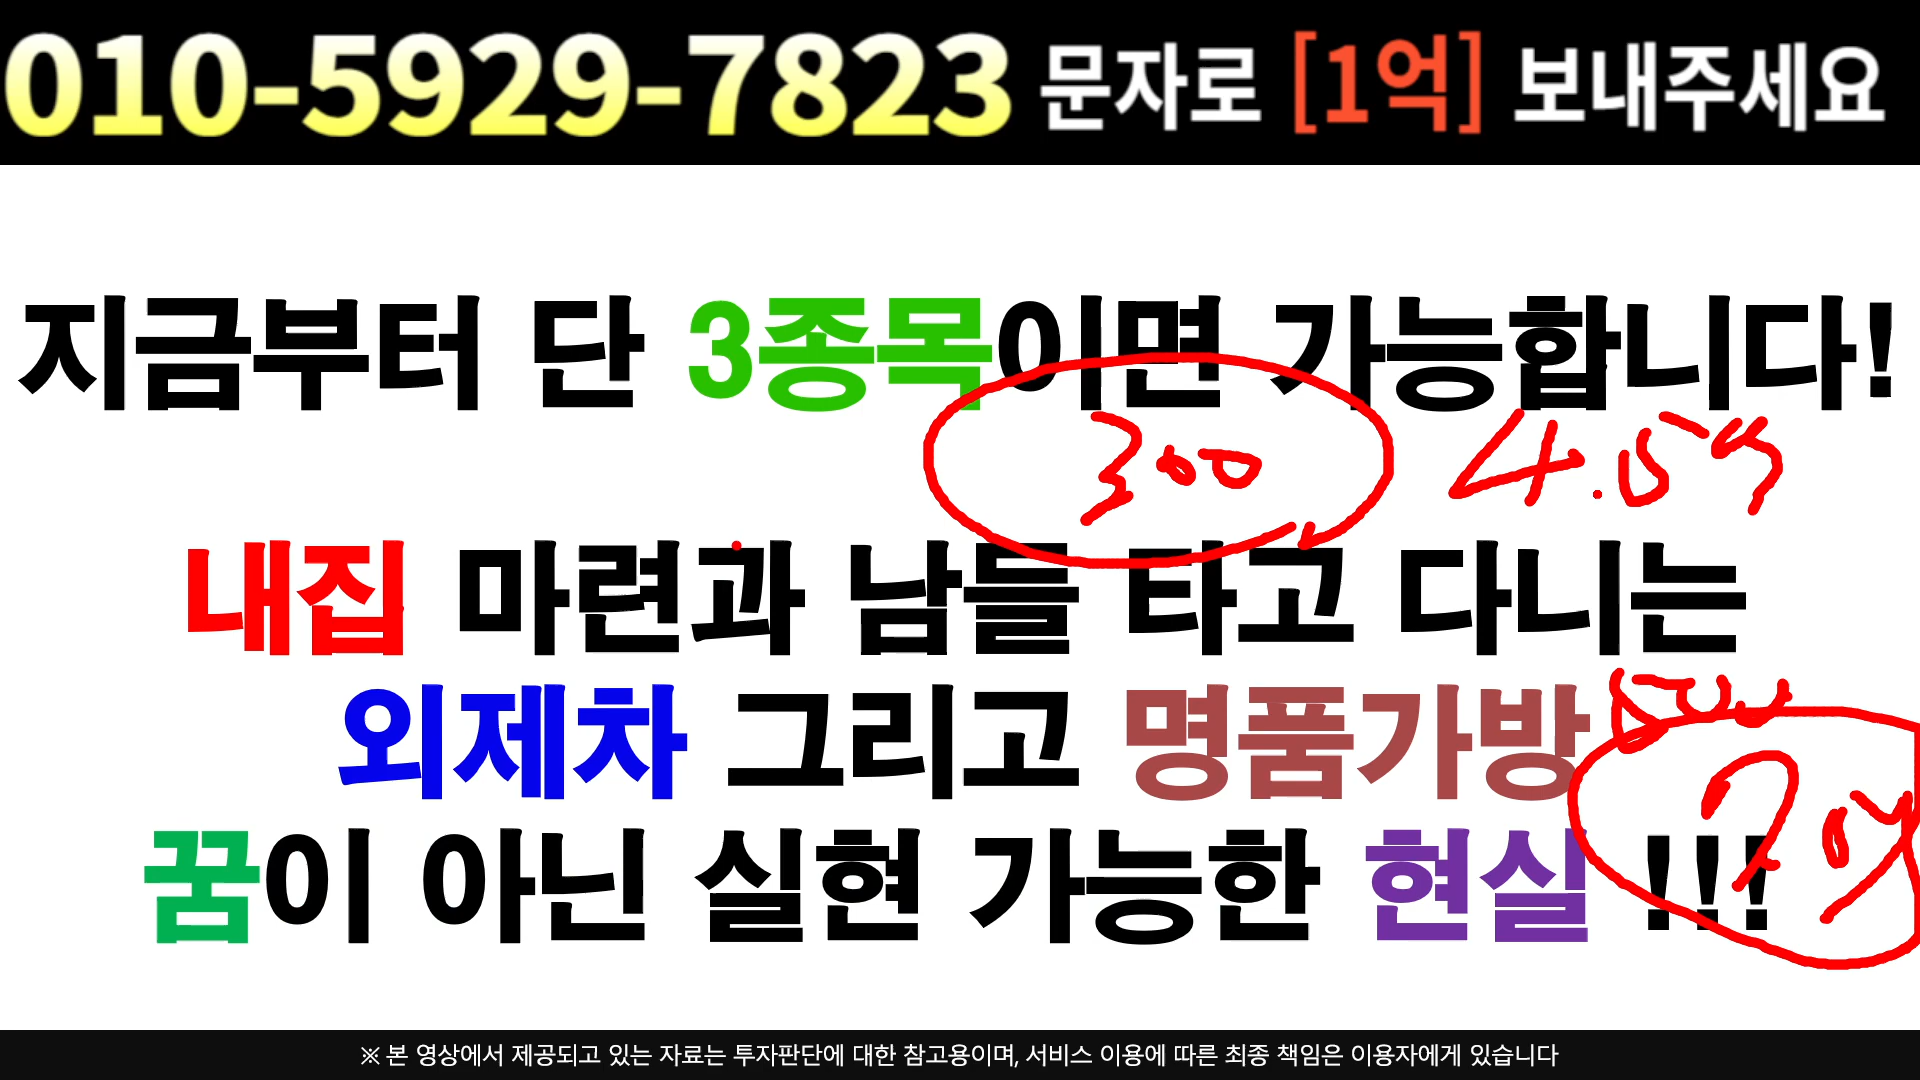 010-5929-7823 문자로 [1억] 보내주세요
지금부터 단 3종목이면 가능합니다!
300
4.5억
내집 마련과 남들 타고 다니는
외제차 그리고 명품가방
500
꿈이 아닌 실현 가능한 현실 !!!
※ 본 영상에서 제공되고 있는 자료는 투자판단에 대한 참고용이며, 서비스 이용에 따른 최종 책임은 이용자에게 있습니다